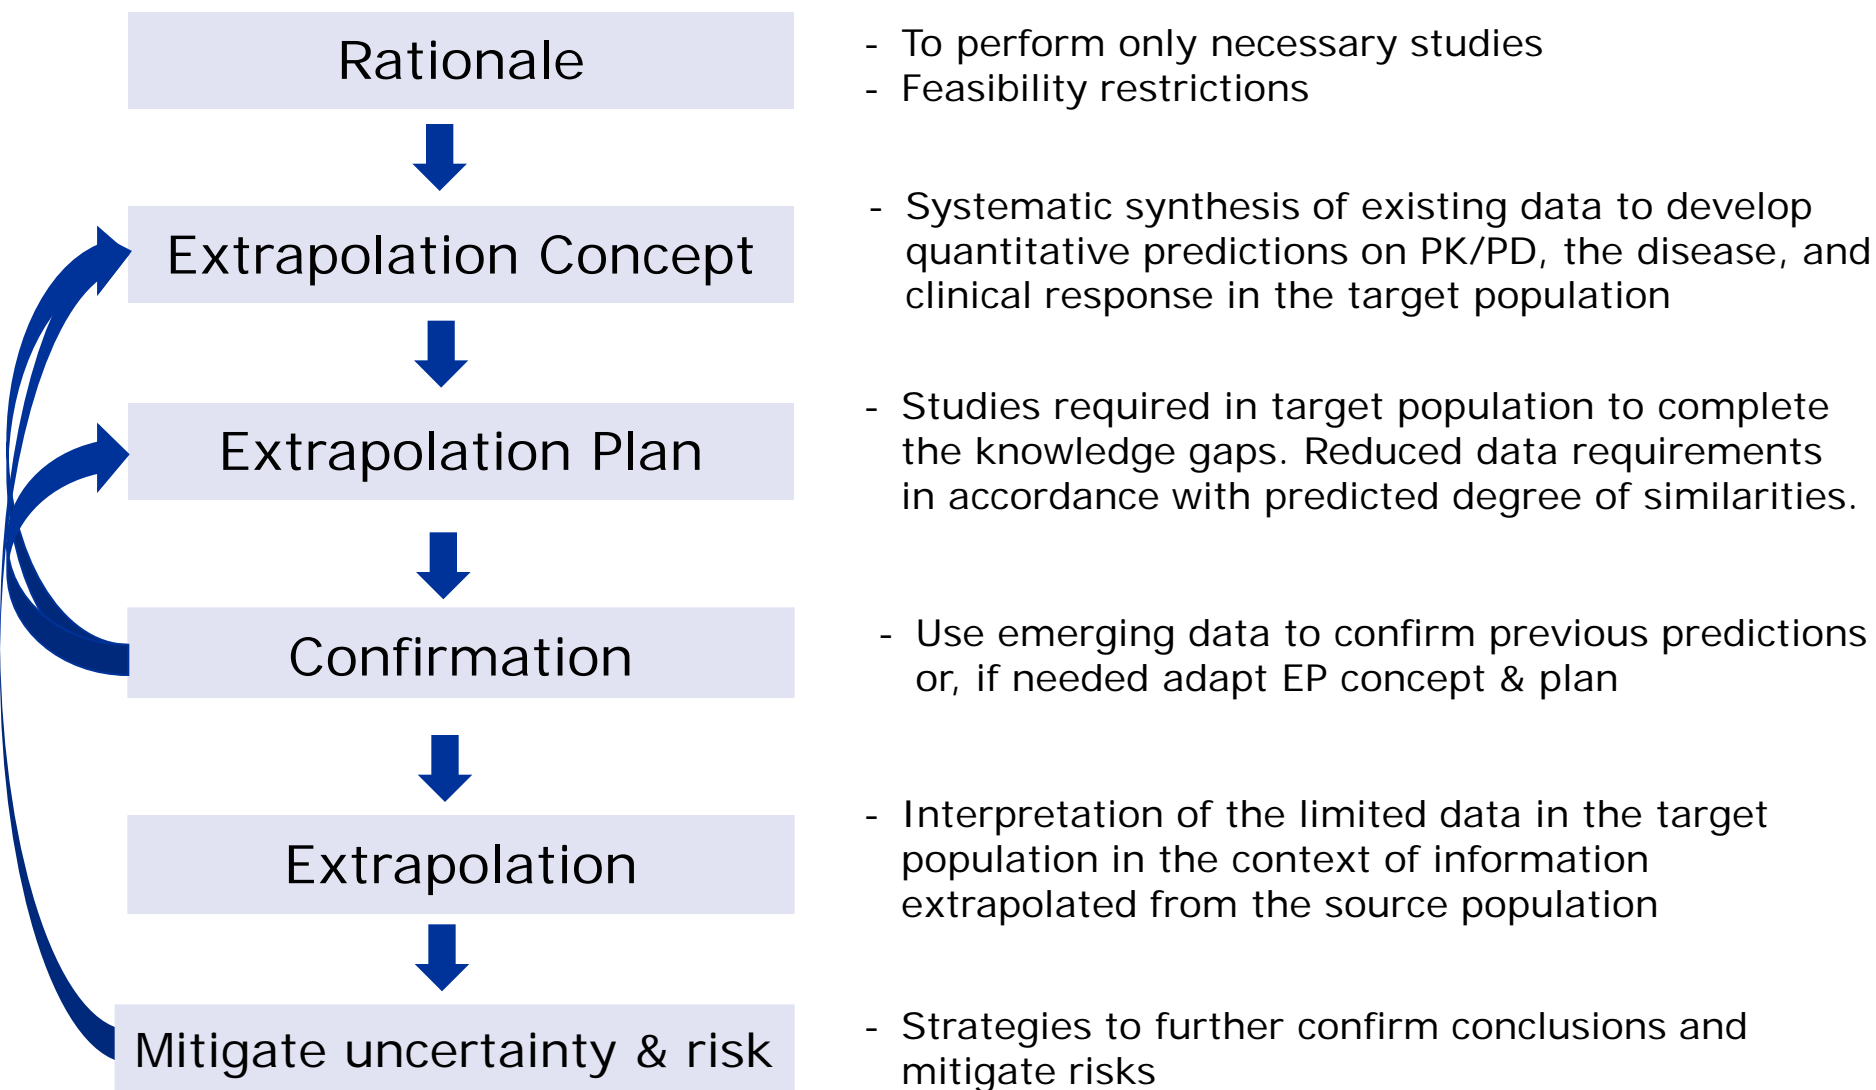 Rationale
- To perform only necessary studies
- Feasibility restrictions
Extrapolation Concept
- Systematic synthesis of existing data to develop
quantitative predictions on PK/PD, the disease, and
clinical response in the target population
Extrapolation Plan
- Studies required in target population to complete
the knowledge gaps. Reduced data requirements
in accordance with predicted degree of similarities.
Confirmation
- Use emerging data to confirm previous predictions
or, if needed adapt EP concept & plan
Extrapolation
- Interpretation of the limited data in the target
population in the context of information
extrapolated from the source population
Mitigate uncertainty & risk
- Strategies to further confirm conclusions and
mitigate risks